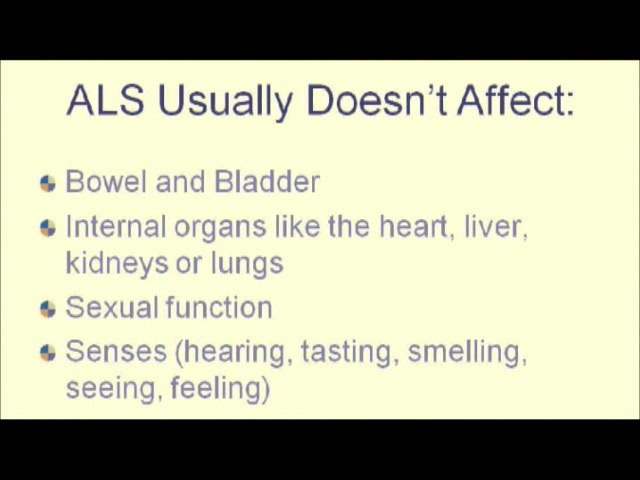 ALS Usually Doesn't Affect:
Bowel and Bladder
Internal organs like the heart, liver,
kidneys or lungs
Sexual function
Senses (hearing, tasting, smelling,
seeing, feeling)